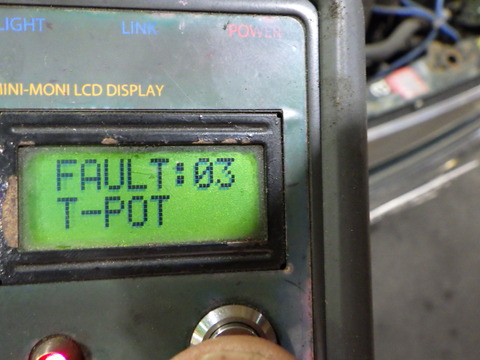 LIGHT LINK POWER
MINI-MONI LCD DISPLAY
FAULT:03
T-POT